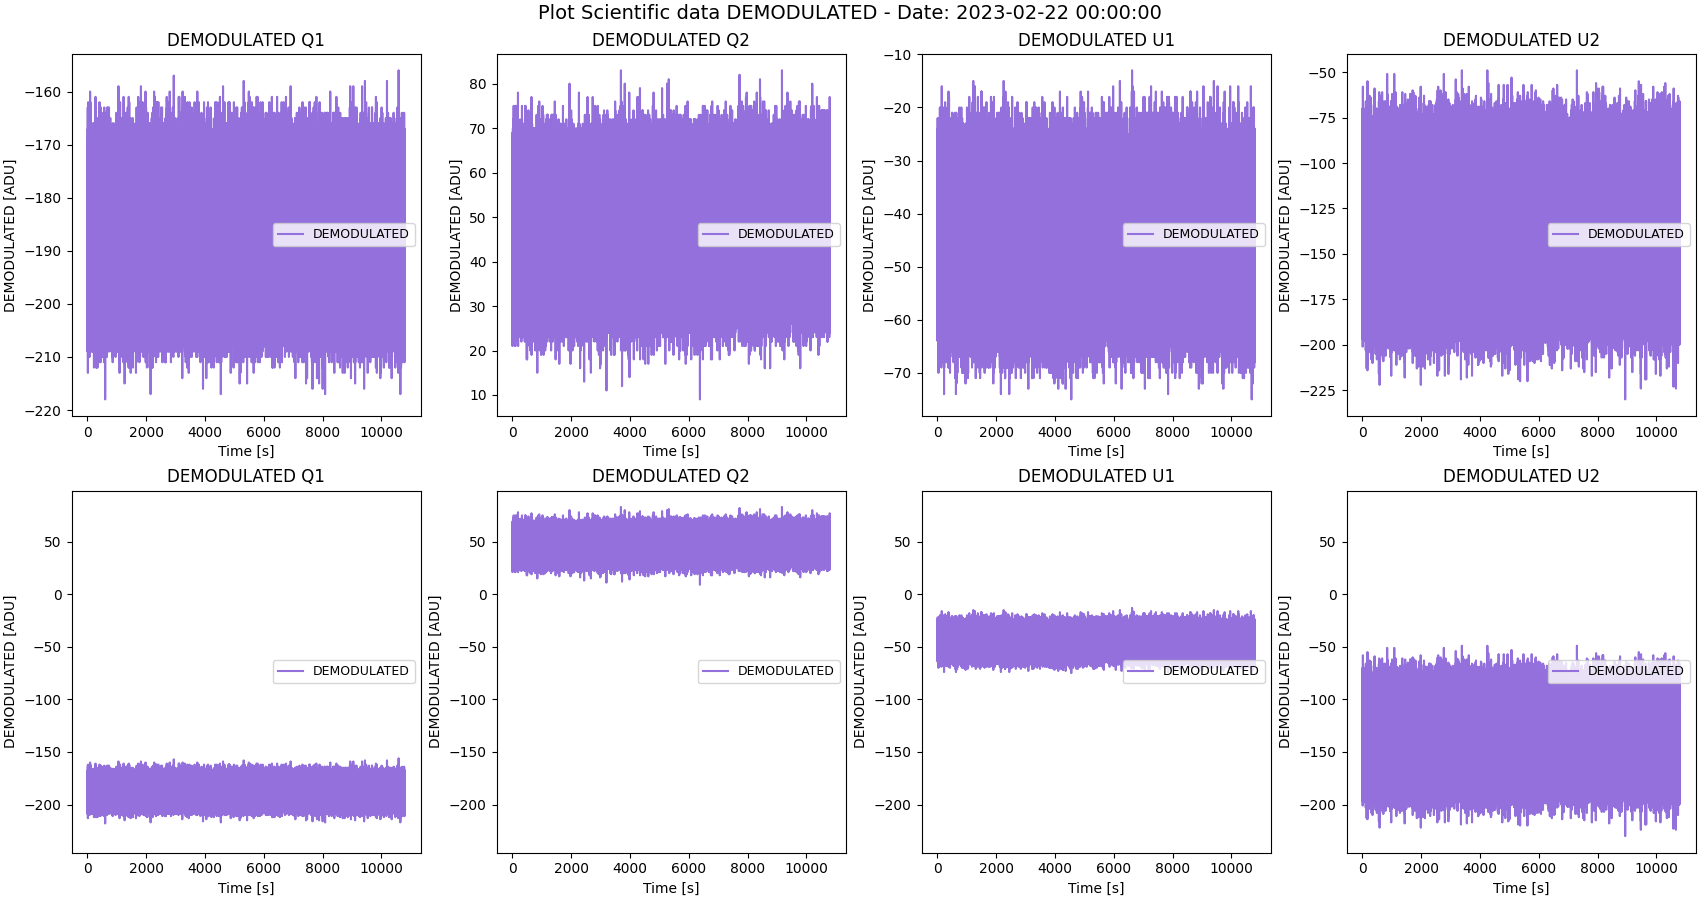 Plot Scientific data DEMODULATED - Date: 2023-02-22 00:00:00
DEMODULATED Q1
DEMODULATED [ADU]
−160
−170
−180
−190
−200
−210
−220
DEMODULATED
0 2000 4000 6000 8000 10000
Time [s]
DEMODULATED Q2
DEMODULATED [ADU]
80
70
60
50
40
30
20
10
DEMODULATED
0 2000 4000 6000 8000 10000
Time [s]
DEMODULATED U1
DEMODULATED [ADU]
−10
−20
−30
−40
−50
−60
−70
DEMODULATED
0 2000 4000 6000 8000 10000
Time [s]
DEMODULATED U2
DEMODULATED [ADU]
−50
−75
−100
−125
−150
−175
−200
−225
DEMODULATED
0 2000 4000 6000 8000 10000
Time [s]
DEMODULATED Q1
DEMODULATED [ADU]
50
0
−50
−100
−150
−200
DEMODULATED
0 2000 4000 6000 8000 10000
Time [s]
DEMODULATED Q2
DEMODULATED [ADU]
50
0
−50
−100
−150
−200
DEMODULATED
0 2000 4000 6000 8000 10000
Time [s]
DEMODULATED U1
DEMODULATED [ADU]
50
0
−50
−100
−150
−200
DEMODULATED
0 2000 4000 6000 8000 10000
Time [s]
DEMODULATED U2
DEMODULATED [ADU]
50
0
−50
−100
−150
−200
DEMODULATED
0 2000 4000 6000 8000 10000
Time [s]